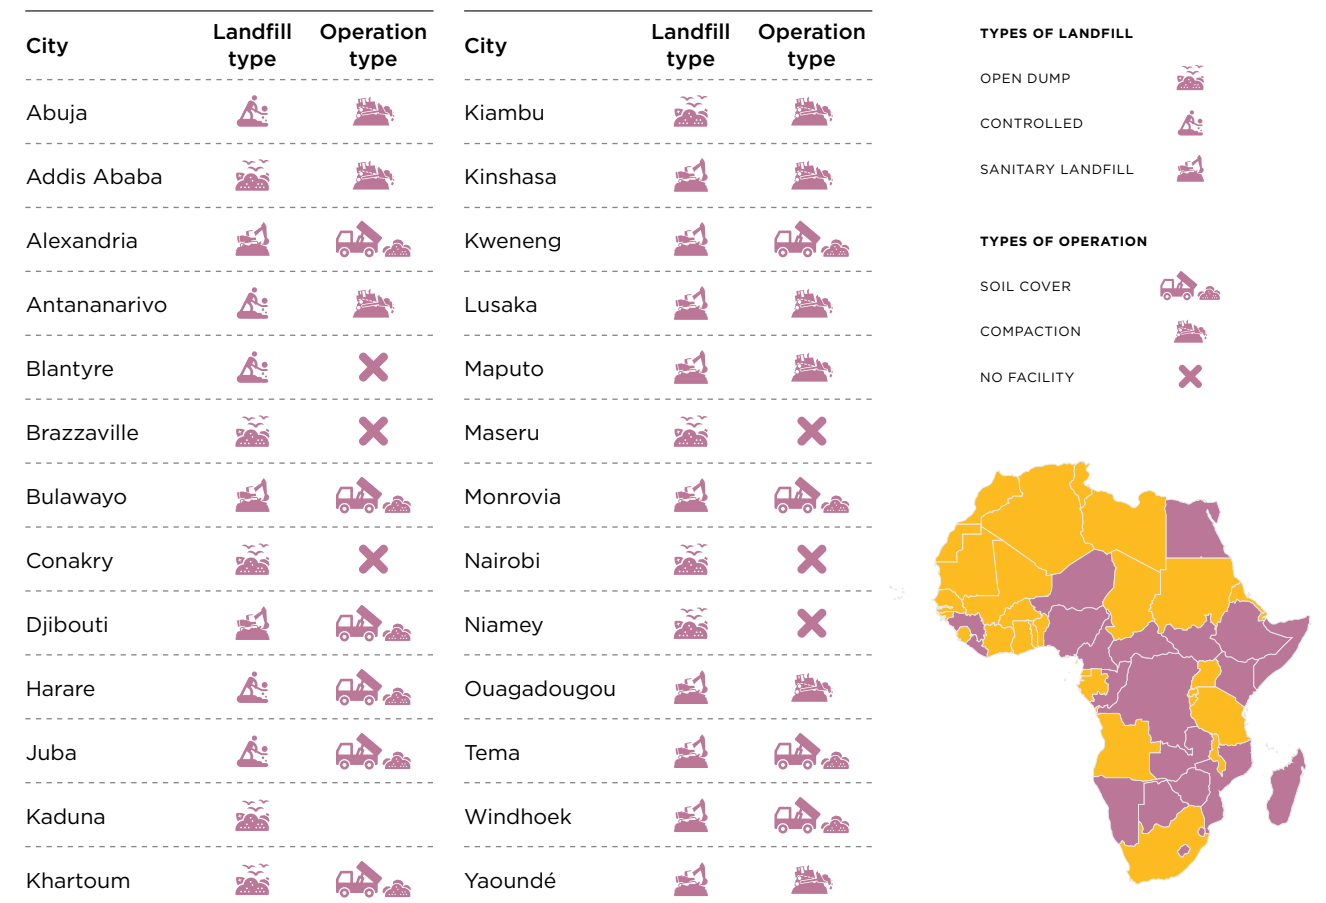 City
Landfill type
Operation type
Abuja
Addis Ababa
Alexandria
Antananarivo
Blantyre
Brazzaville
Bulawayo
Conakry
Djibouti
Harare
Juba
Kaduna
Khartoum
City
Landfill type
Operation type
Kiambu
Kinshasa
Kweneng
Lusaka
Maputo
Maseru
Monrovia
Nairobi
Niamey
Ouagadougou
Tema
Windhoek
Yaoundé
TYPES OF LANDFILL
OPEN DUMP
CONTROLLED
SANITARY LANDFILL
TYPES OF OPERATION
SOIL COVER
COMPACTION
NO FACILITY